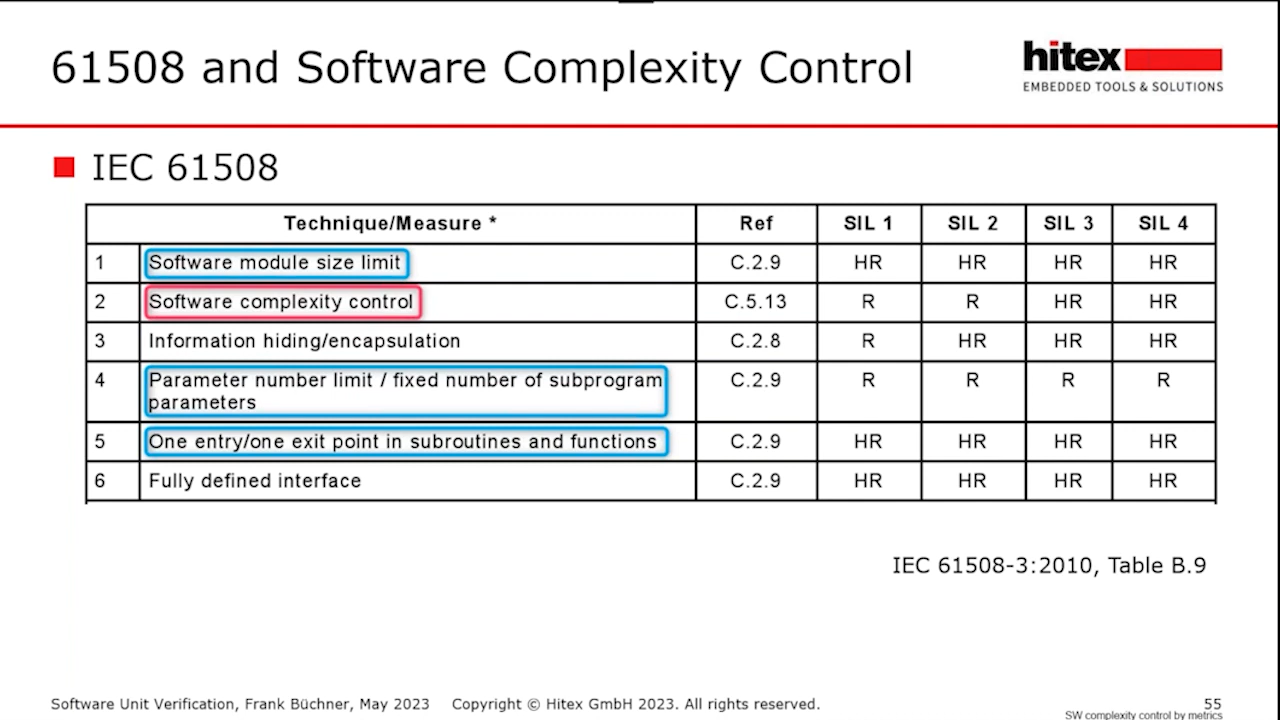 61508 and Software Complexity Control
hitex
EMBEDDED TOOLS & SOLUTIONS
IEC 61508
Technique/Measure * Ref SIL 1 SIL 2 SIL 3 SIL 4
1 Software module size limit C.2.9 HR HR HR HR
2 Software complexity control C.5.13 R R HR HR
3 Information hiding/encapsulation C.2.8 R HR HR HR
4 Parameter number limit / fixed number of subprogram C.2.9 R R R R
parameters
5 One entry/one exit point in subroutines and functions C.2.9 HR HR HR HR
6 Fully defined interface C.2.9 HR HR HR HR
IEC 61508-3:2010, Table B.9
Software Unit Verification, Frank Büchner, May 2023 Copyright © Hitex GmbH 2023. All rights reserved. 55
SW complexity control by metrics